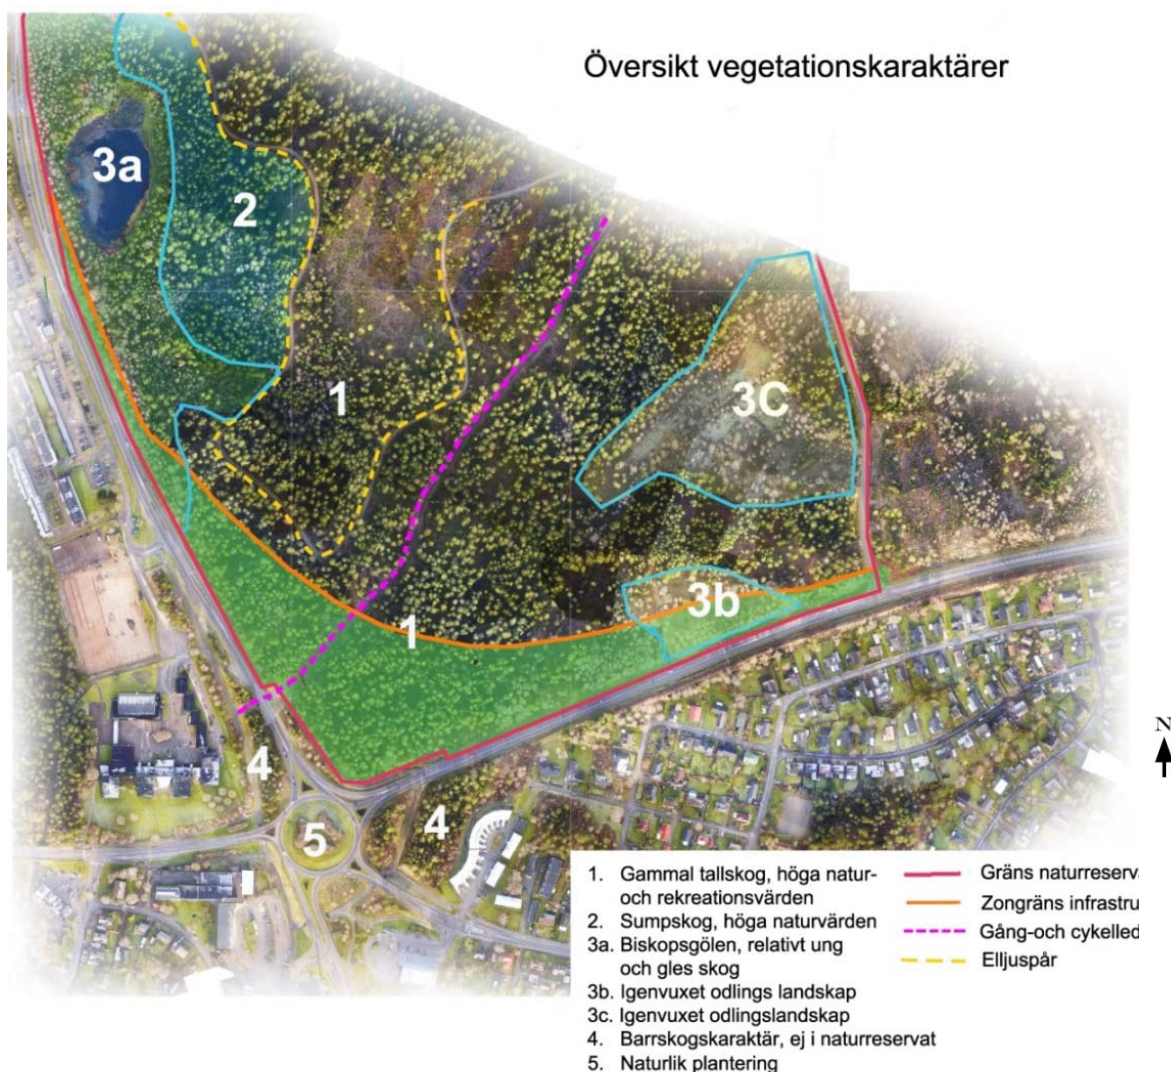 Översikt vegetationskaraktärer
3a
2
1
3C
3b
1
4
4
5
N
1. Gammal tallskog, höga natur-
och rekreationsvärden
2. Sumpskog, höga naturvärden
3a. Biskopsgölen, relativt ung
och gles skog
3b. Igenvuxet odlings landskap
3c. Igenvuxet odlingslandskap
4. Barrskogskaraktär, ej i naturreservat
5. Naturlik plantering
Gräns naturreserv
Zongräns infrastru
Gång-och cykelled
Elljuspår